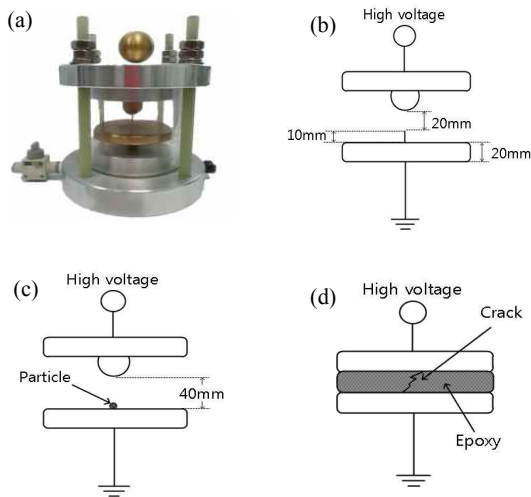 (a)
(b)
High voltage
20mm
10mm
20mm
(c)
High voltage
Particle
40mm
(d)
High voltage
Crack
Epoxy